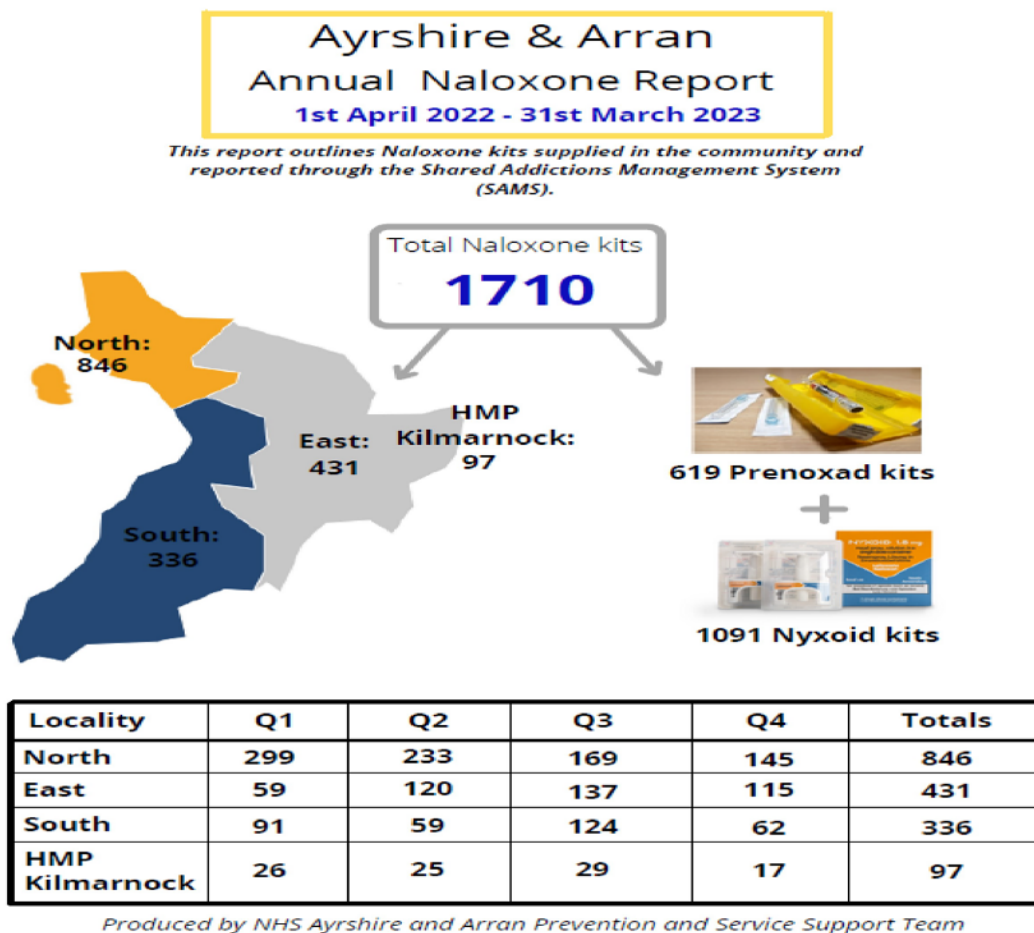 Ayrshire & Arran
Annual Naloxone Report
1st April 2022 - 31st March 2023
This report outlines Naloxone kits supplied in the community and
reported through the Shared Addictions Management System
(SAMS).
Total Naloxone kits
1710
North:
846
East:
431
HMP
Kilmarnock:
97
South:
336
619 Prenoxad kits
+
NYXOID 1.8 mg
1091 Nyxoid kits
Locality Q1 Q2 Q3 Q4 Totals
North 299 233 169 145 846
East 59 120 137 115 431
South 91 59 124 62 336
HMP
Kilmarnock 26 25 29 17 97
Produced by NHS Ayrshire and Arran Prevention and Service Support Team